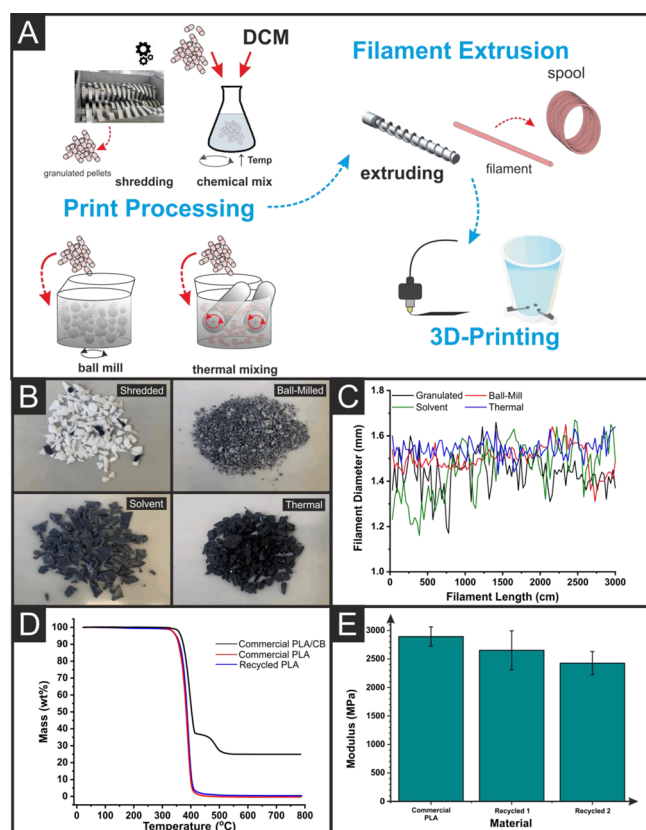 A
DCM
Filament Extrusion
spool
granulated pellets
shredding
↑ Temp
chemical mix
extruding
filament
Print Processing
ball mill
thermal mixing
3D-Printing
B
Shredded
Ball-Milled
Solvent
Thermal
C
Granulated
Ball-Mill
Solvent
Thermal
1.8
1.6
1.4
1.2
1.0
Filament Diameter (mm)
0
500
1000
1500
2000
2500
3000
Filament Length (cm)
D
Commercial PLA/CB
Commercial PLA
Recycled PLA
100
90
80
70
60
50
40
30
20
10
0
Mass (wt%)
0
100
200
300
400
500
600
700
800
Temperature (°C)
E
3000
2500
2000
1500
1000
500
0
Modulus (MPa)
Commercial
PLA
Recycled 1
Recycled 2
Material